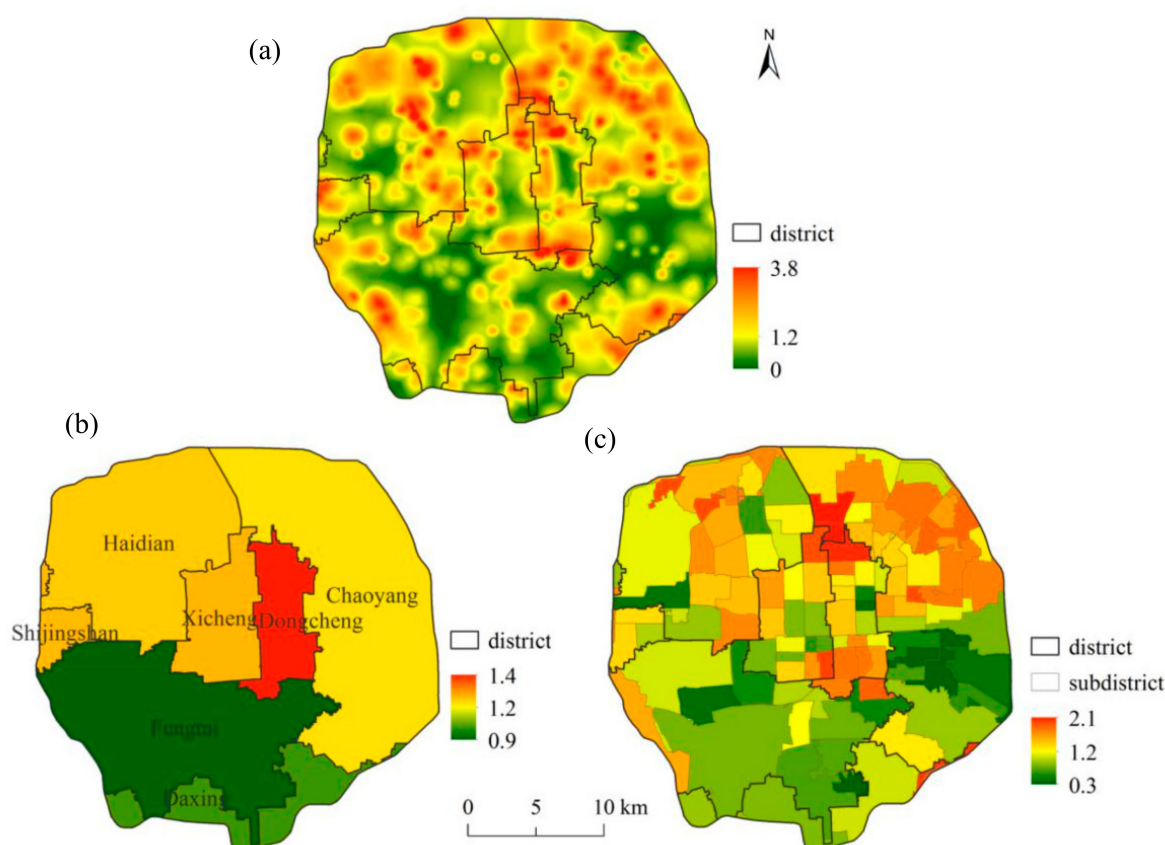 (a)
N
district
3.8
1.2
0
(b)
Haidian
Chaoyang
Xicheng
Dongcheng
Shijingshan
Fengtai
Daxing
district
1.4
1.2
0.9
0 5 10 km
(c)
district
subdistrict
2.1
1.2
0.3